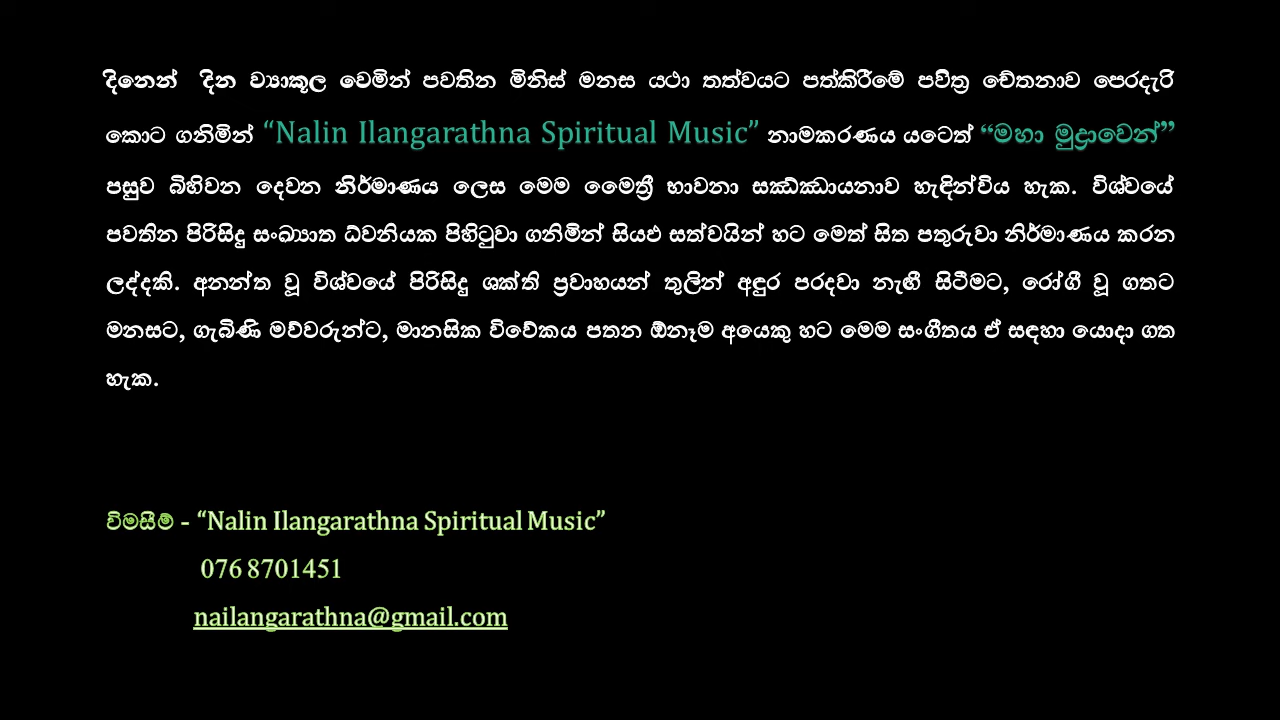 දිනෙන් දින ව්‍යාකූල වෙමින් පවතින මිනිස් මනස යථා තත්වයට පත්කිරීමේ පවිත්‍ර චේතනාව පෙරදැරි
කොට ගනිමින් “Nalin Ilangarathna Spiritual Music” නාමකරණය යටෙත් “මහා මුද්‍රාවෙන්”
පසුව බිහිවන දෙවන නිර්මාණය ලෙස මෙම මෛත්‍රී භාවනා සඣ්ඣායනාව හැඳින්විය හැක. විශ්වයේ
පවතින පිරිසිදු සංඛ්‍යාත ධ්වනියක පිහිටුවා ගනිමින් සියළු සත්වයින් හට මෙත් සිත පතුරුවා නිර්මාණය කරන
ලද්දකි. අනන්ත වූ විශ්වයේ පිරිසිදු ශක්ති ප්‍රවාහයන් තුලින් අඳුර පරදවා නැඟී සිටීමට, රෝගී වූ ගතට
මනසට, ගැබිණි මව්වරුන්ට, මානසික විවේකය පතන ඕනෑම අයෙකු හට මෙම සංගීතය ඒ සඳහා යොදා ගත
හැක.
විමසීම් - “Nalin Ilangarathna Spiritual Music”
076 8701451
nailangarathna@gmail.com